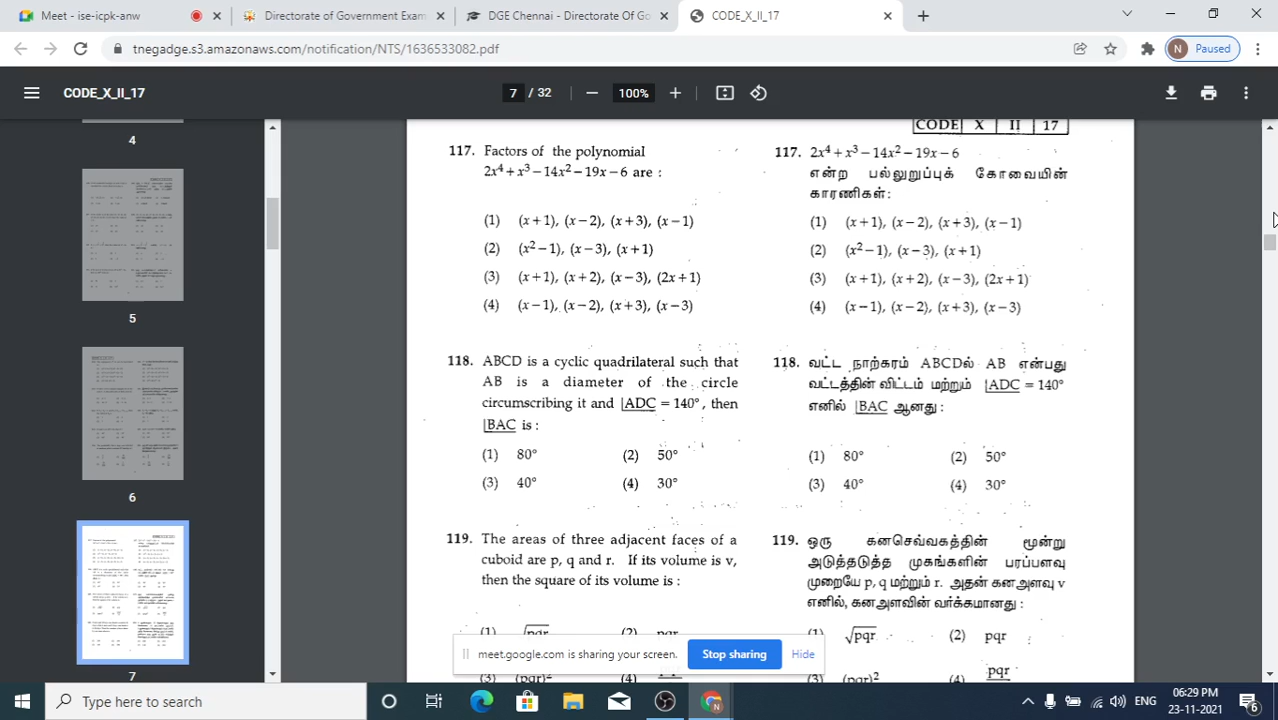 Meet - ise-icpk-anw
Directorate of Government Exam
DGE Chennai - Directorate Of Go
CODE_X_II_17
tnegadge.s3.amazonaws.com/notification/NTS/1636533082.pdf
N Paused
CODE_X_II_17
7 / 32
100%
4
5
6
7
CODE X II 17
117. Factors of the polynomial
2x⁴+x³−14x²−19x−6 are :
(1) (x+1), (x−2), (x+3), (x−1)
(2) (x²−1), (x−3), (x+1)
(3) (x+1), (x+2), (x−3), (2x+1)
(4) (x−1), (x−2), (x+3), (x−3)
118. ABCD is a cyclic quadrilateral such that
AB is a diameter of the circle
circumscribing it and ∠ADC = 140°, then
∠BAC is :
(1) 80° (2) 50°
(3) 40° (4) 30°
119. The areas of three adjacent faces of a
cuboid are p, q and r. If its volume is v,
then the square of its volume is :
(1) √pqr (2) pqr
(3) (pqr)² (4) pqr
117. 2x⁴+x³−14x²−19x−6
என்ற பல்லுறுப்புக் கோவையின்
காரணிகள்:
(1) (x+1), (x−2), (x+3), (x−1)
(2) (x²−1), (x−3), (x+1)
(3) (x+1), (x+2), (x−3), (2x+1)
(4) (x−1), (x−2), (x+3), (x−3)
118. வட்ட நாற்கரம் ABCDல் AB என்பது
வட்டத்தின் விட்டம் மற்றும் ∠ADC = 140°
எனில் ∠BAC ஆனது :
(1) 80° (2) 50°
(3) 40° (4) 30°
119. ஒரு கனசெவ்வகத்தின் மூன்று
அடுத்தடுத்த முகங்களின் பரப்பளவு
முறையே p, q மற்றும் r. அதன் கனஅளவு v
எனில், கனஅளவின் வர்க்கமானது :
(1) √pqr (2) pqr
(3) (pqr)² (4) pqr
meet.google.com is sharing your screen.
Stop sharing
Hide
Type here to search
ENG
06:29 PM
23-11-2021
6